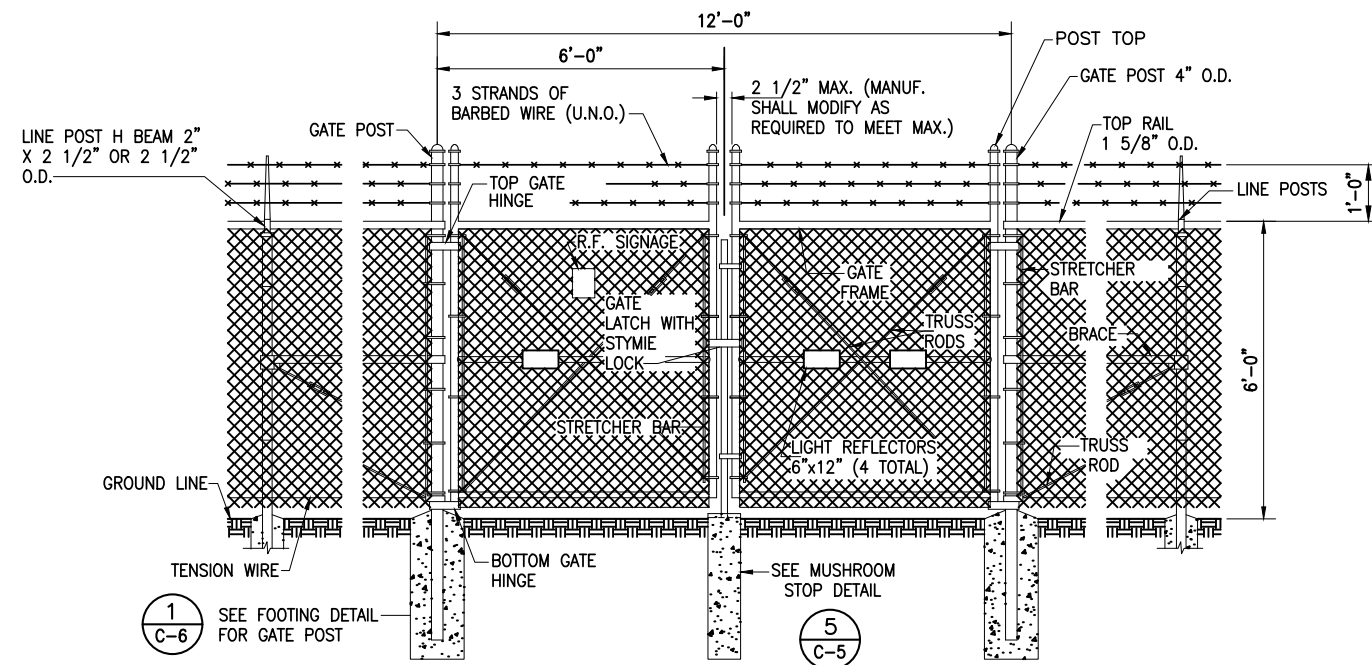 12'-0"
6'-0"
POST TOP
GATE POST 4" O.D.
3 STRANDS OF
BARBED WIRE (U.N.O.)
2 1/2" MAX. (MANUF.
SHALL MODIFY AS
REQUIRED TO MEET MAX.)
LINE POST H BEAM 2"
X 2 1/2" OR 2 1/2"
O.D.
GATE POST
TOP RAIL
1 5/8" O.D.
TOP GATE
HINGE
LINE POSTS
1'-0"
R.F. SIGNAGE
GATE
FRAME
STRETCHER
BAR
GATE
LATCH WITH
STYMIE
LOCK
TRUSS
RODS
BRACE
6'-0"
STRETCHER BAR
LIGHT REFLECTORS
6"x12" (4 TOTAL)
TRUSS
ROD
GROUND LINE
TENSION WIRE
BOTTOM GATE
HINGE
SEE MUSHROOM
STOP DETAIL
1
C-6
SEE FOOTING DETAIL
FOR GATE POST
5
C-5